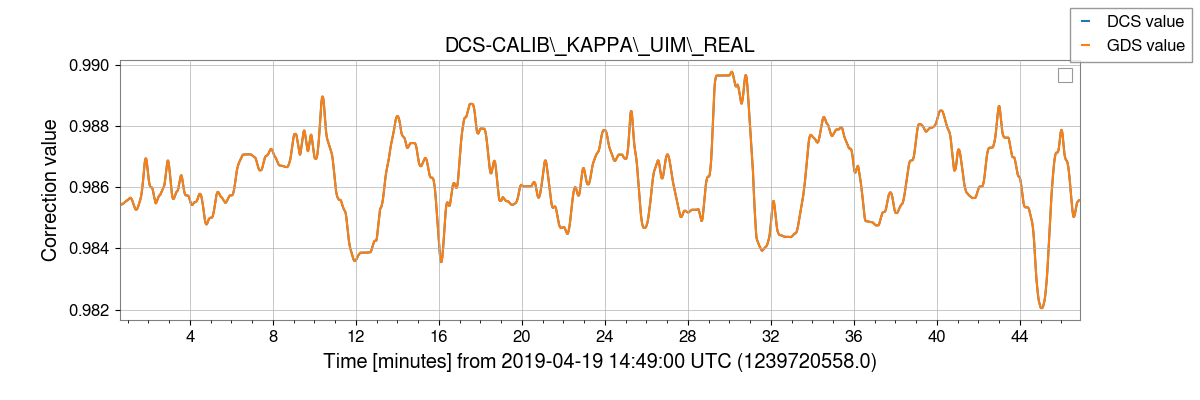 DCS value
GDS value
DCS-CALIB\_KAPPA\_UIM\_REAL
Correction value
0.990
0.988
0.986
0.984
0.982
4 8 12 16 20 24 28 32 36 40 44
Time [minutes] from 2019-04-19 14:49:00 UTC (1239720558.0)